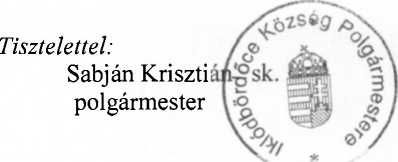 Tisztelettel:
Sabján Krisztián sk.
polgármester
Iklódbördőce Község Polgármestere
*